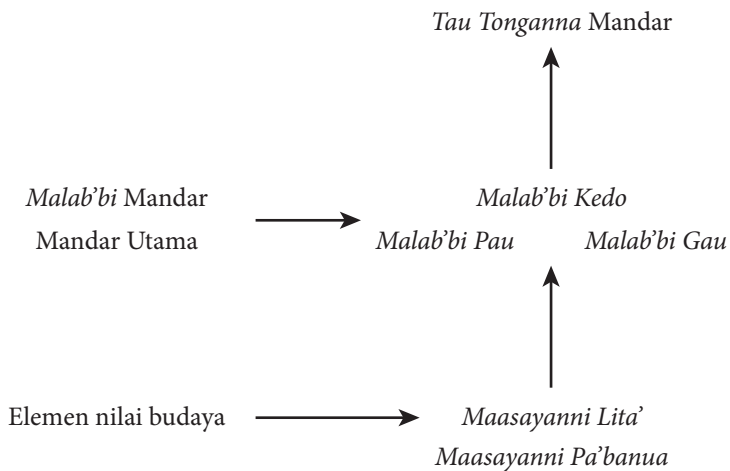 Tau Tonganna Mandar
Malab’bi Mandar
Mandar Utama
Malab’bi Kedo
Malab’bi Pau Malab’bi Gau
Elemen nilai budaya
Maasayanni Lita’
Maasayanni Pa’banua